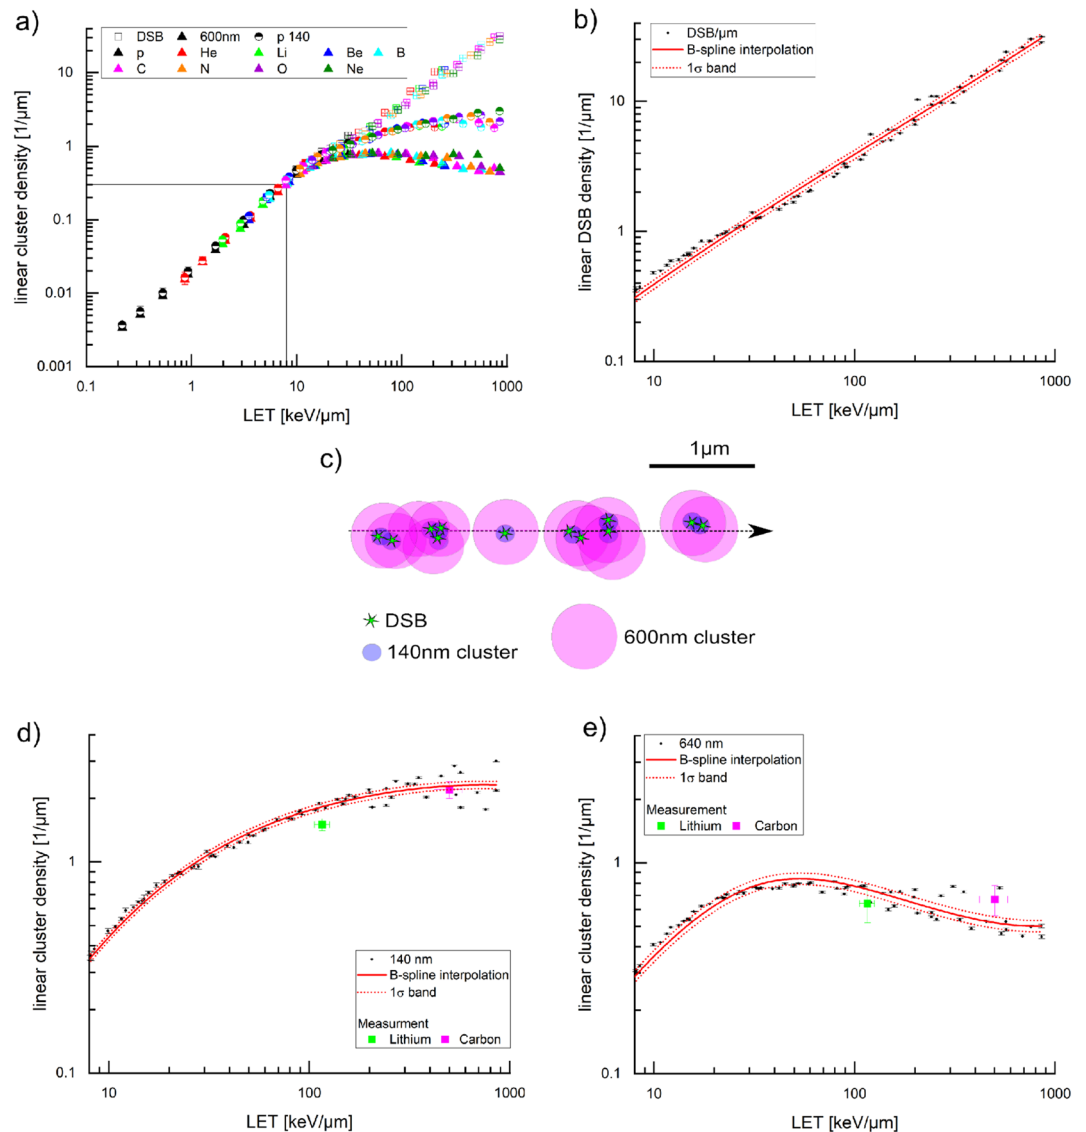 a)
DSB 600nm p 140
p He Li Be B
C N O Ne
10
1
0.1
0.01
0.001
0.1 1 10 100 1000
linear cluster density [1/µm]
LET [keV/µm]
b)
DSB/µm
B-spline interpolation
1σ band
10
1
0.1
10 100 1000
linear DSB density [1/µm]
LET [keV/µm]
c)
1µm
DSB
140nm cluster
600nm cluster
d)
1
0.1
10 100 1000
linear cluster density [1/µm]
LET [keV/µm]
140 nm
B-spline interpolation
1σ band
Measurment
Lithium Carbon
e)
640 nm
B-spline interpolation
1σ band
Measurement
Lithium Carbon
1
0.1
10 100 1000
linear cluster density [1/µm]
LET [keV/µm]